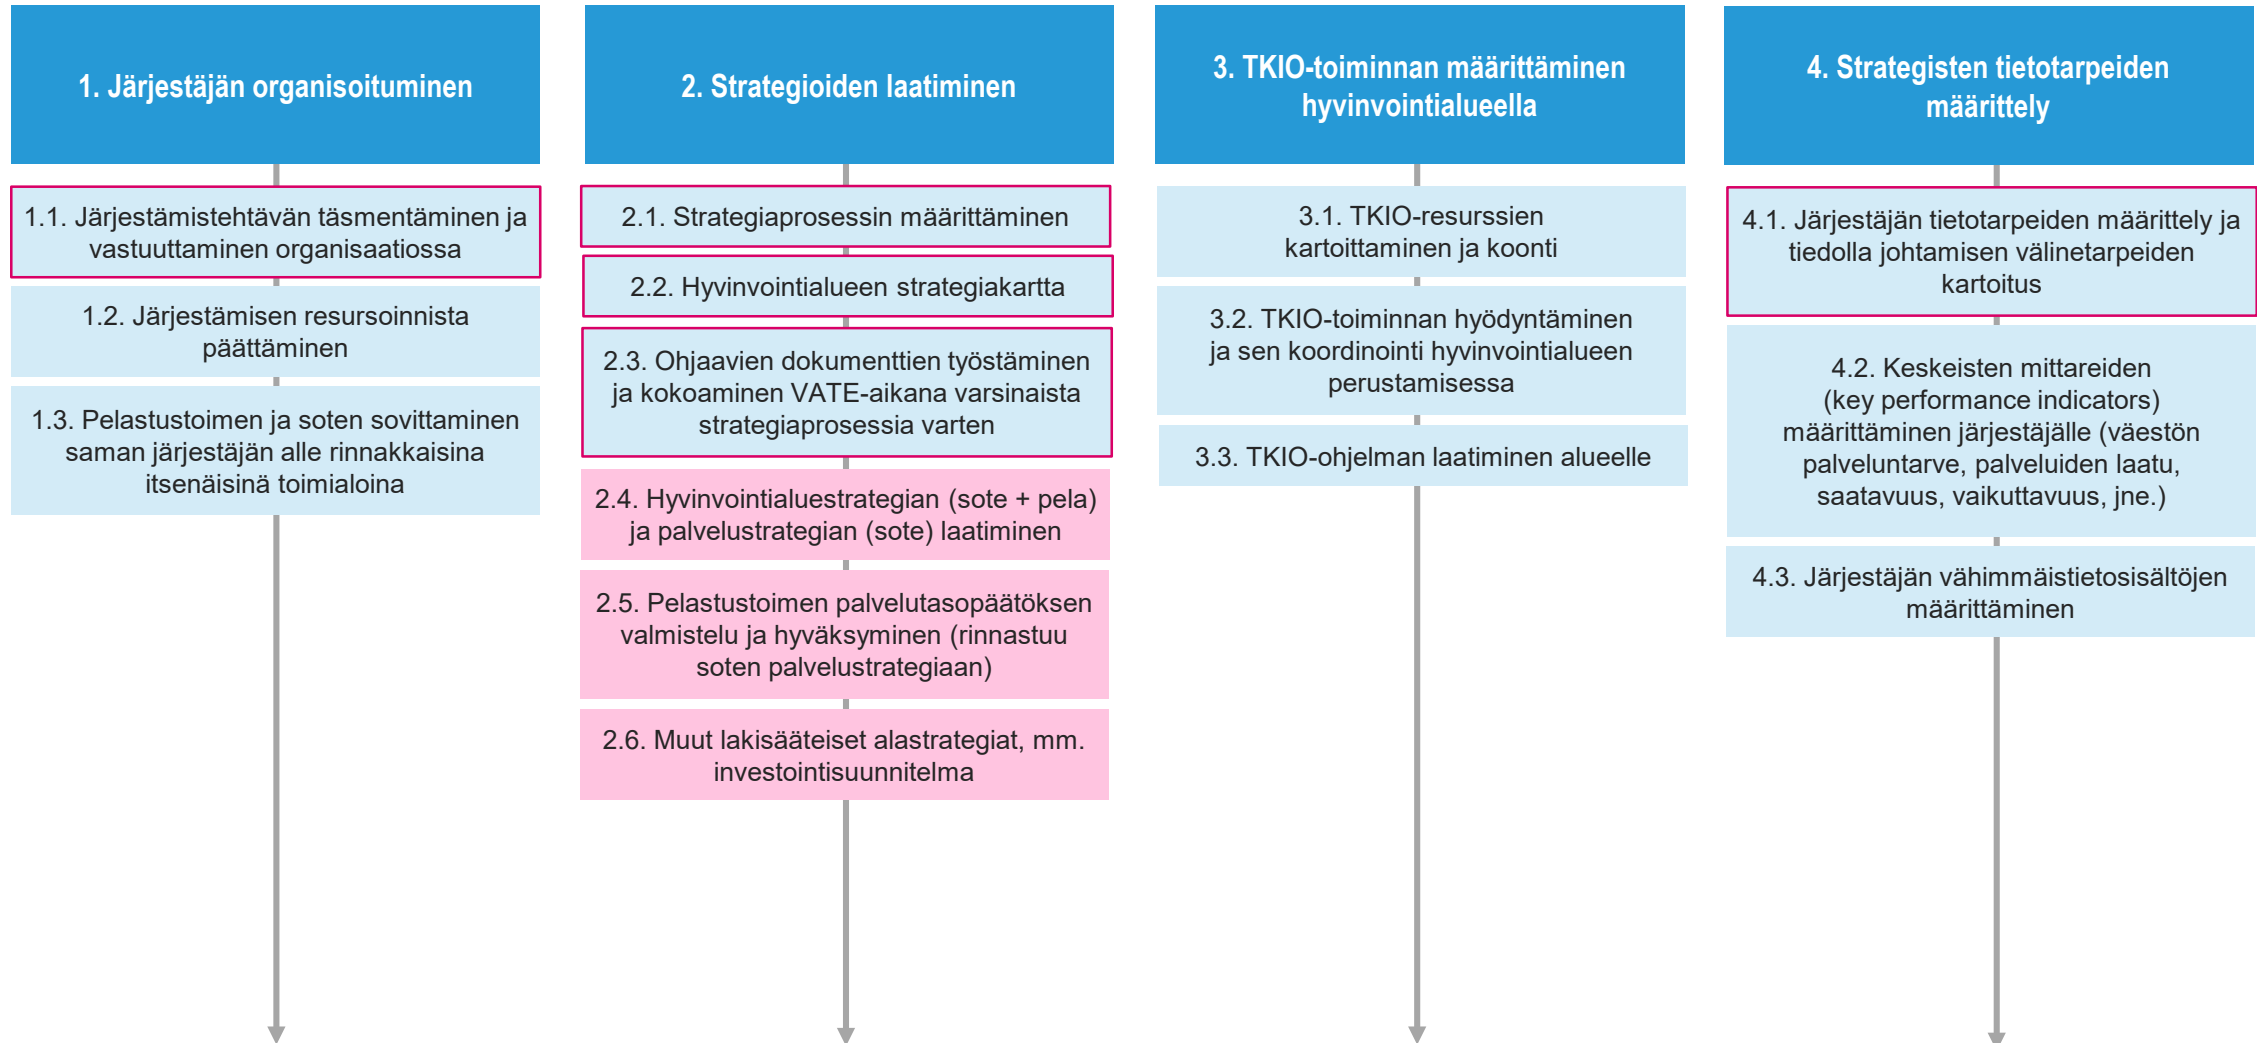 1. Järjestäjän organisoituminen
1.1. Järjestämistehtävän täsmentäminen ja
vastuuttaminen organisaatiossa
1.2. Järjestämisen resursoinnista
päättäminen
1.3. Pelastustoimen ja soten sovittaminen
saman järjestäjän alle rinnakkaisina
itsenäisinä toimialoina
2. Strategioiden laatiminen
2.1. Strategiaprosessin määrittäminen
2.2. Hyvinvointialueen strategiakartta
2.3. Ohjaavien dokumenttien työstäminen
ja kokoaminen VATE-aikana varsinaista
strategiaprosessia varten
2.4. Hyvinvointialuestrategian (sote + pela)
ja palvelustrategian (sote) laatiminen
2.5. Pelastustoimen palvelutasopäätöksen
valmistelu ja hyväksyminen (rinnastuu
soten palvelustrategiaan)
2.6. Muut lakisääteiset alastrategiat, mm.
investointisuunnitelma
3. TKIO-toiminnan määrittäminen
hyvinvointialueella
3.1. TKIO-resurssien
kartoittaminen ja koonti
3.2. TKIO-toiminnan hyödyntäminen
ja sen koordinointi hyvinvointialueen
perustamisessa
3.3. TKIO-ohjelman laatiminen alueelle
4. Strategisten tietotarpeiden
määrittely
4.1. Järjestäjän tietotarpeiden määrittely ja
tiedolla johtamisen välinetarpeiden
kartoitus
4.2. Keskeisten mittareiden
(key performance indicators)
määrittäminen järjestäjälle (väestön
palveluntarve, palveluiden laatu,
saatavuus, vaikuttavuus, jne.)
4.3. Järjestäjän vähimmäistietosisältöjen
määrittäminen